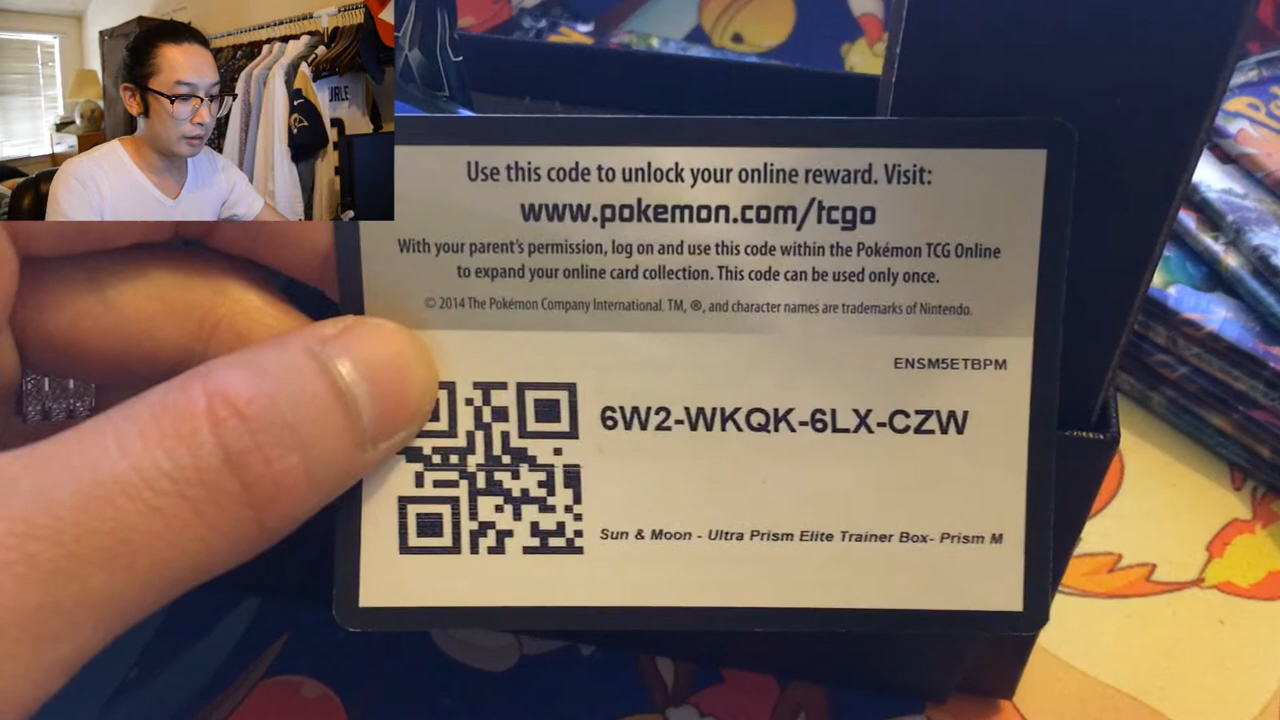 URLE
Use this code to unlock your online reward. Visit:
www.pokemon.com/tcgo
With your parent's permission, log on and use this code within the Pokémon TCG Online
to expand your online card collection. This code can be used only once.
© 2014 The Pokémon Company International. TM, ®, and character names are trademarks of Nintendo.
ENSM5ETBPM
6W2-WKQK-6LX-CZW
Sun & Moon - Ultra Prism Elite Trainer Box- Prism M